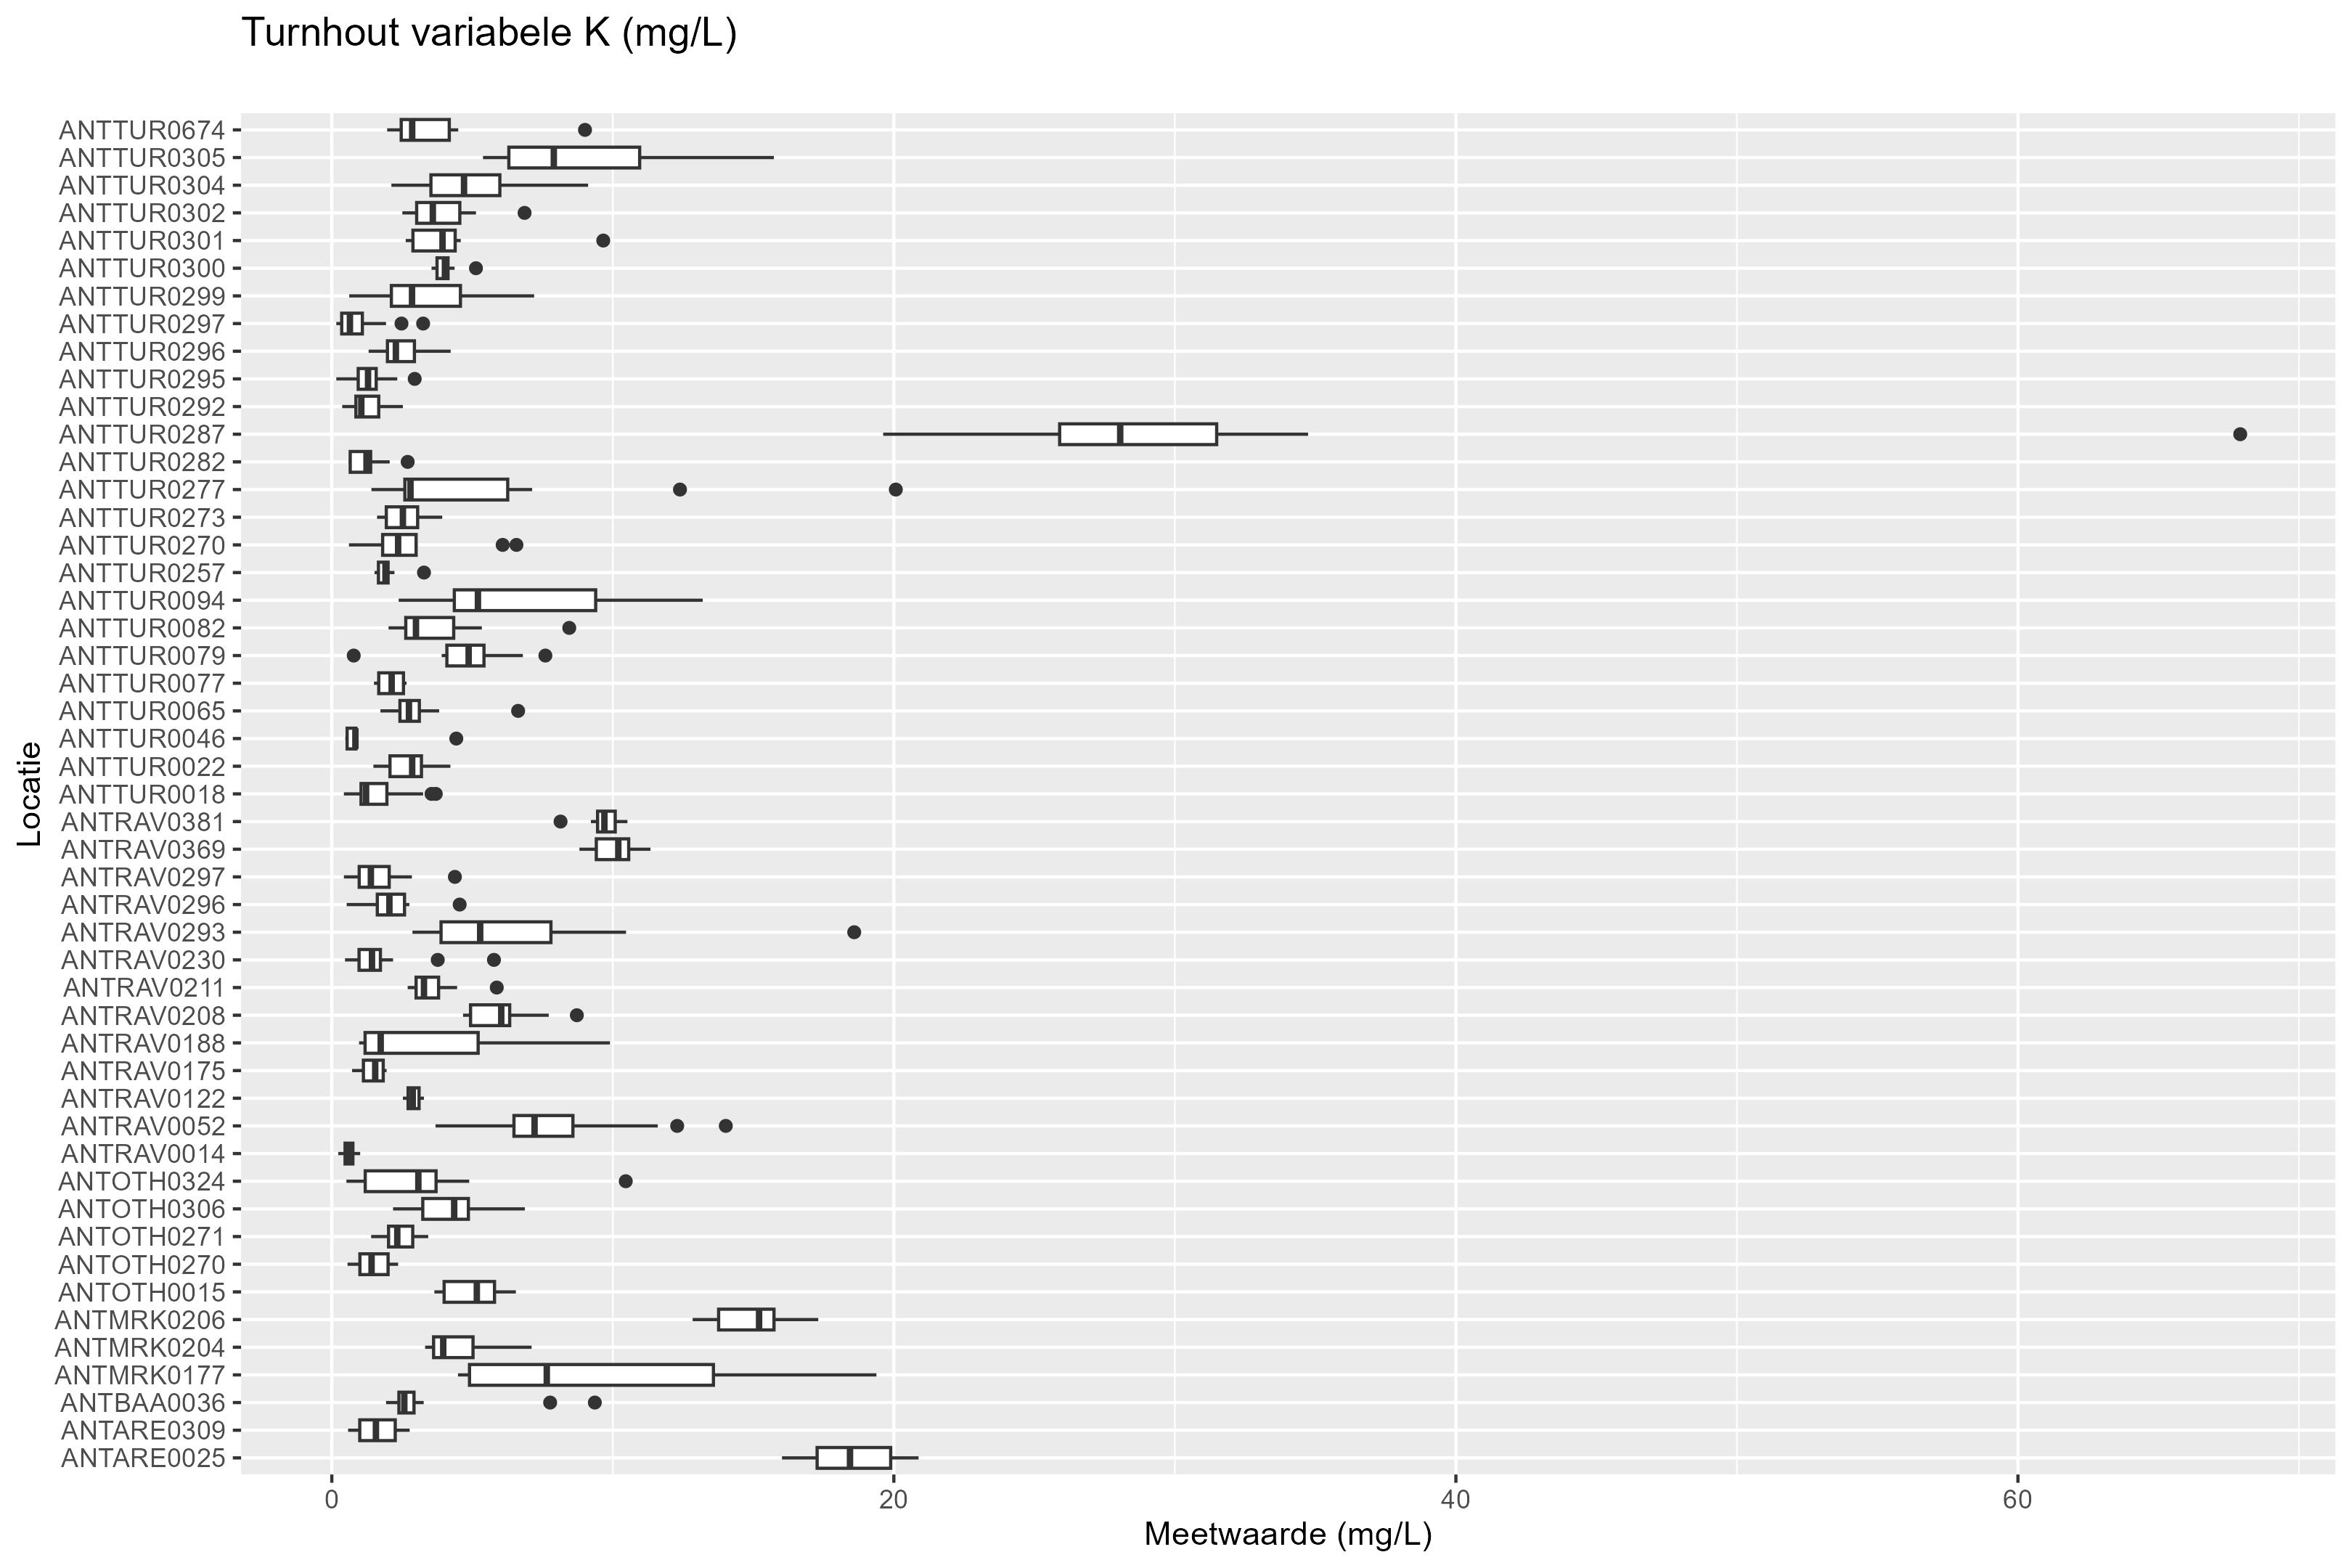 Turnhout variabele K (mg/L)
ANTTUR0674
ANTTUR0305
ANTTUR0304
ANTTUR0302
ANTTUR0301
ANTTUR0300
ANTTUR0299
ANTTUR0297
ANTTUR0296
ANTTUR0295
ANTTUR0292
ANTTUR0287
ANTTUR0282
ANTTUR0277
ANTTUR0273
ANTTUR0270
ANTTUR0257
ANTTUR0094
ANTTUR0082
ANTTUR0079
ANTTUR0077
ANTTUR0065
ANTTUR0046
ANTTUR0022
ANTTUR0018
ANTRAV0381
ANTRAV0369
ANTRAV0297
ANTRAV0296
ANTRAV0293
ANTRAV0230
ANTRAV0211
ANTRAV0208
ANTRAV0188
ANTRAV0175
ANTRAV0122
ANTRAV0052
ANTRAV0014
ANTOTH0324
ANTOTH0306
ANTOTH0271
ANTOTH0270
ANTOTH0015
ANTMRK0206
ANTMRK0204
ANTMRK0177
ANTBAA0036
ANTARE0309
ANTARE0025
Locatie
0 20 40 60
Meetwaarde (mg/L)